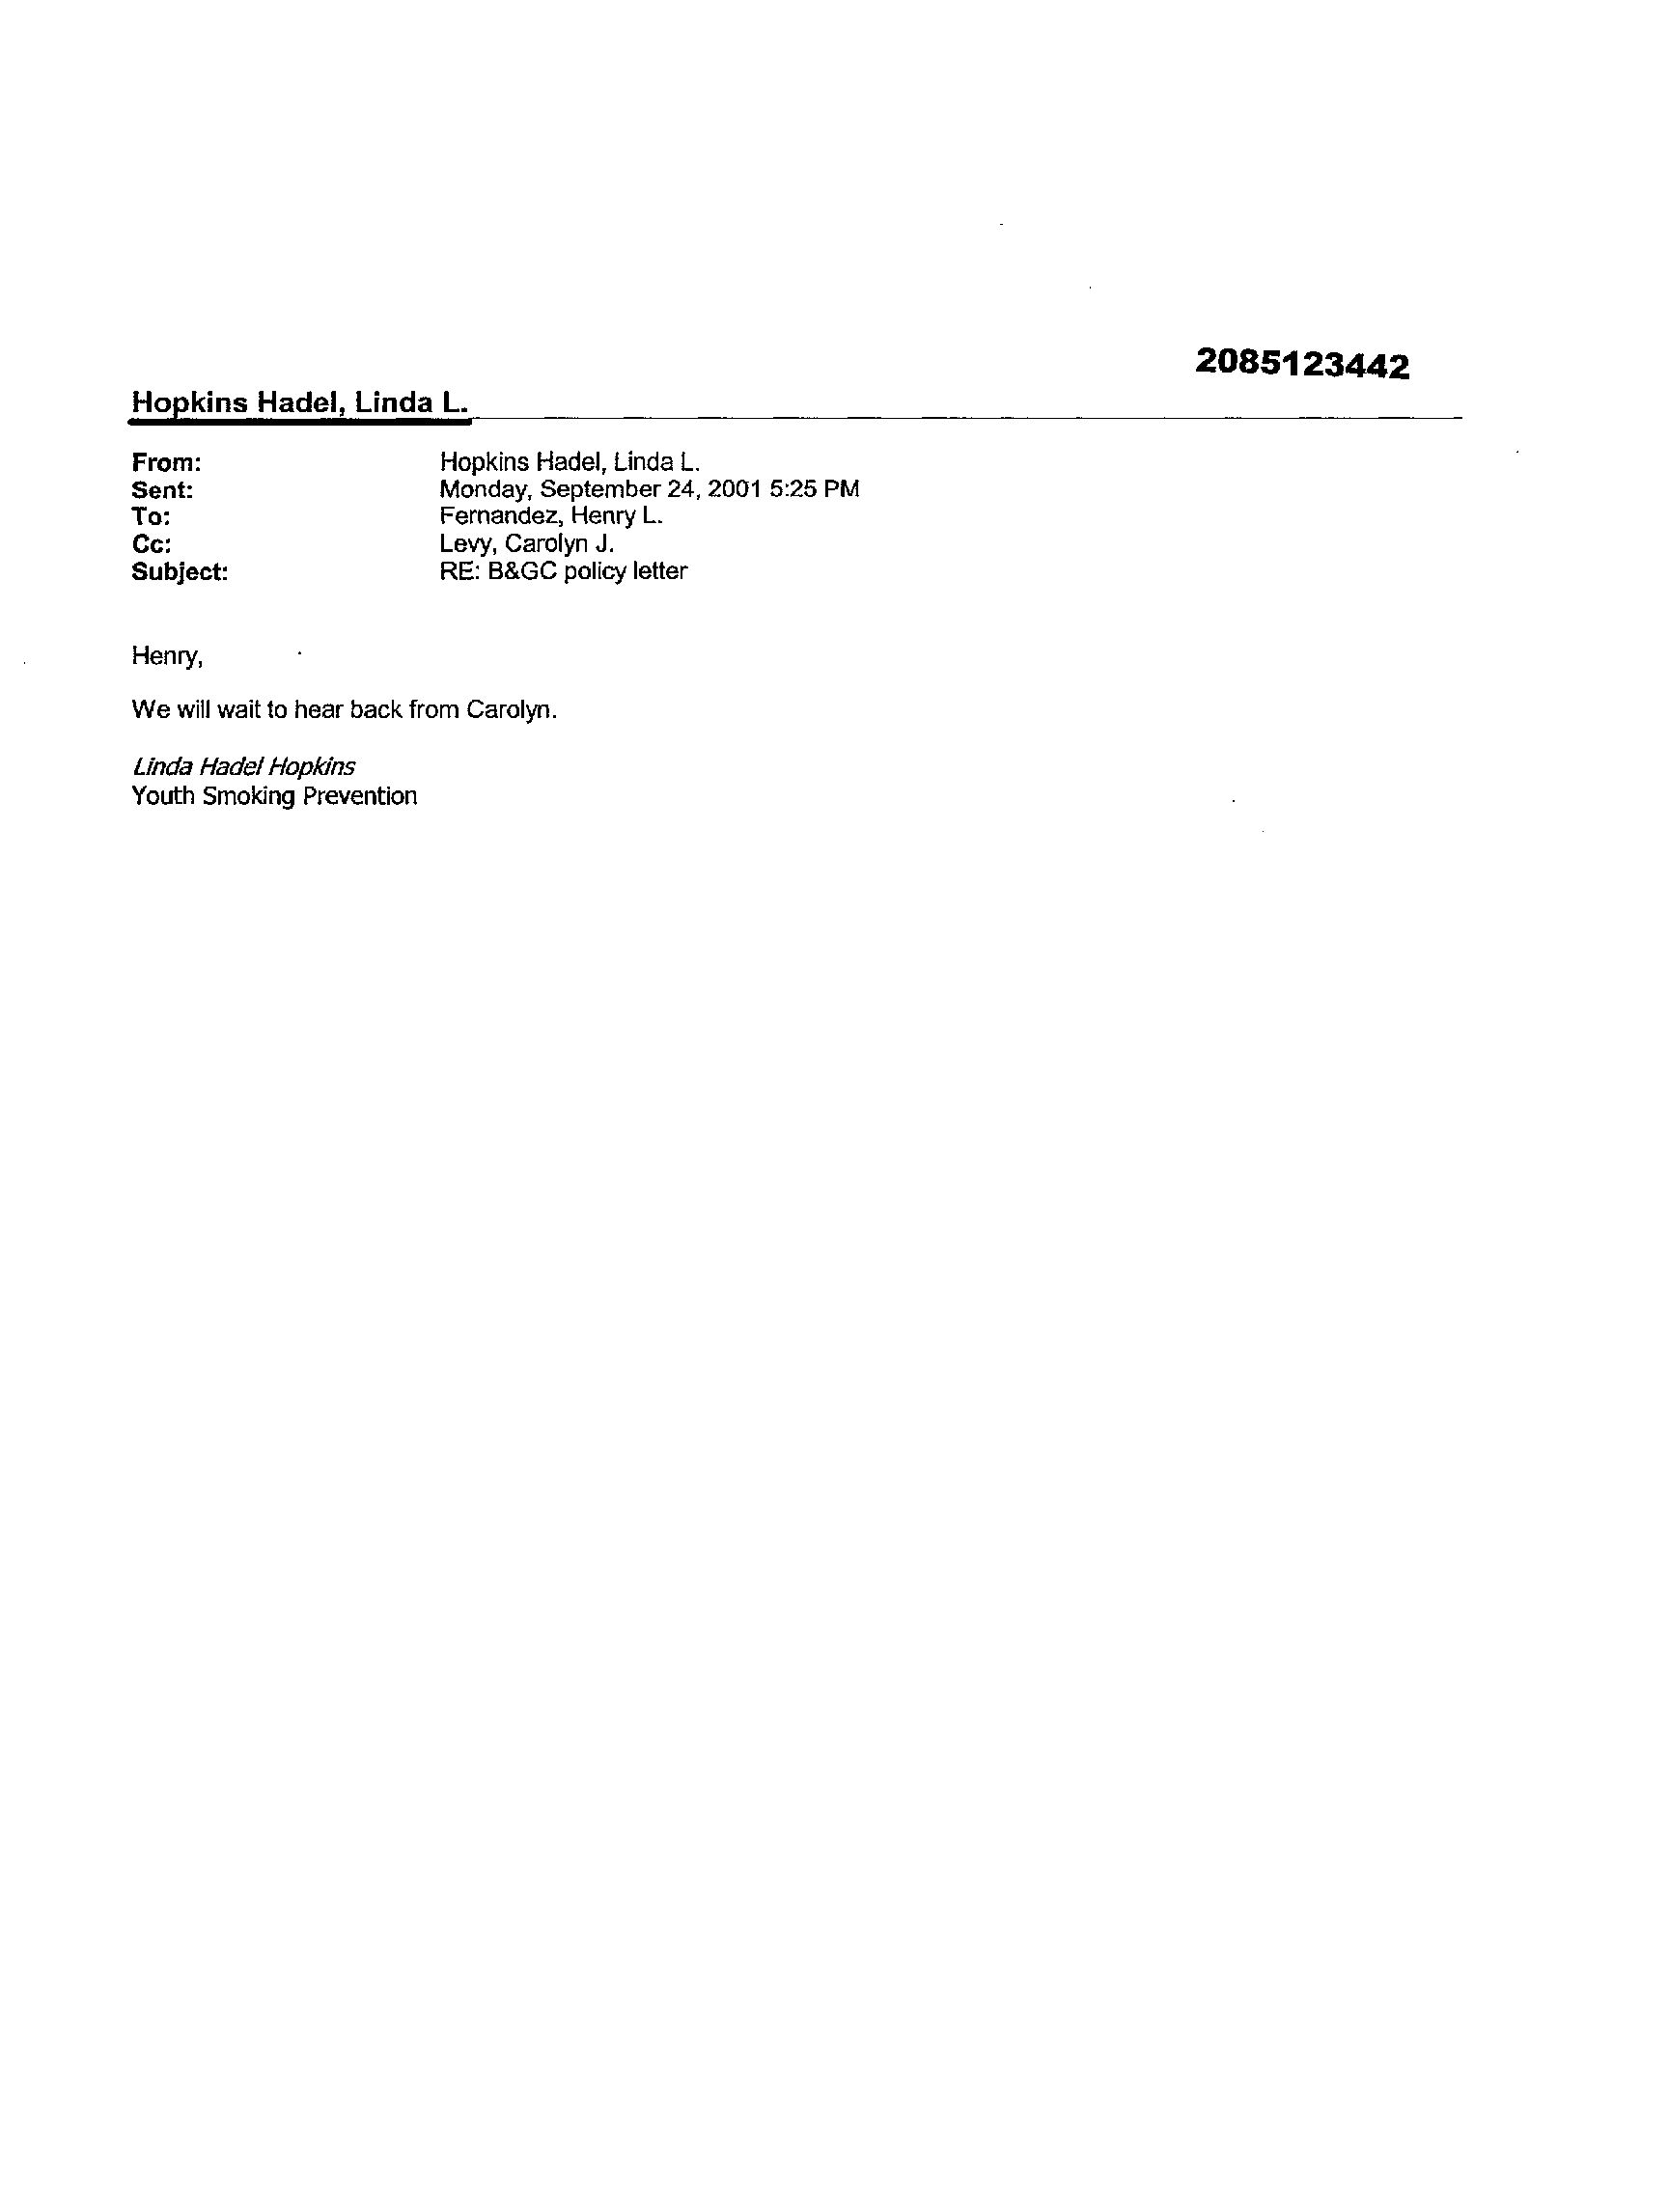 2085123442
Hopkins Hadel, Linda L.
From: Hopkins Hadel, Linda L.
Sent: Monday, September 24, 2001 5:25 PM
To: Fernandez, Henry L.
Cc: Levy, Carolyn J.
Subject: RE: B&GC policy letter
Henry,
We will wait to hear back from Carolyn.
Linda Hadel Hopkins
Youth Smoking Prevention